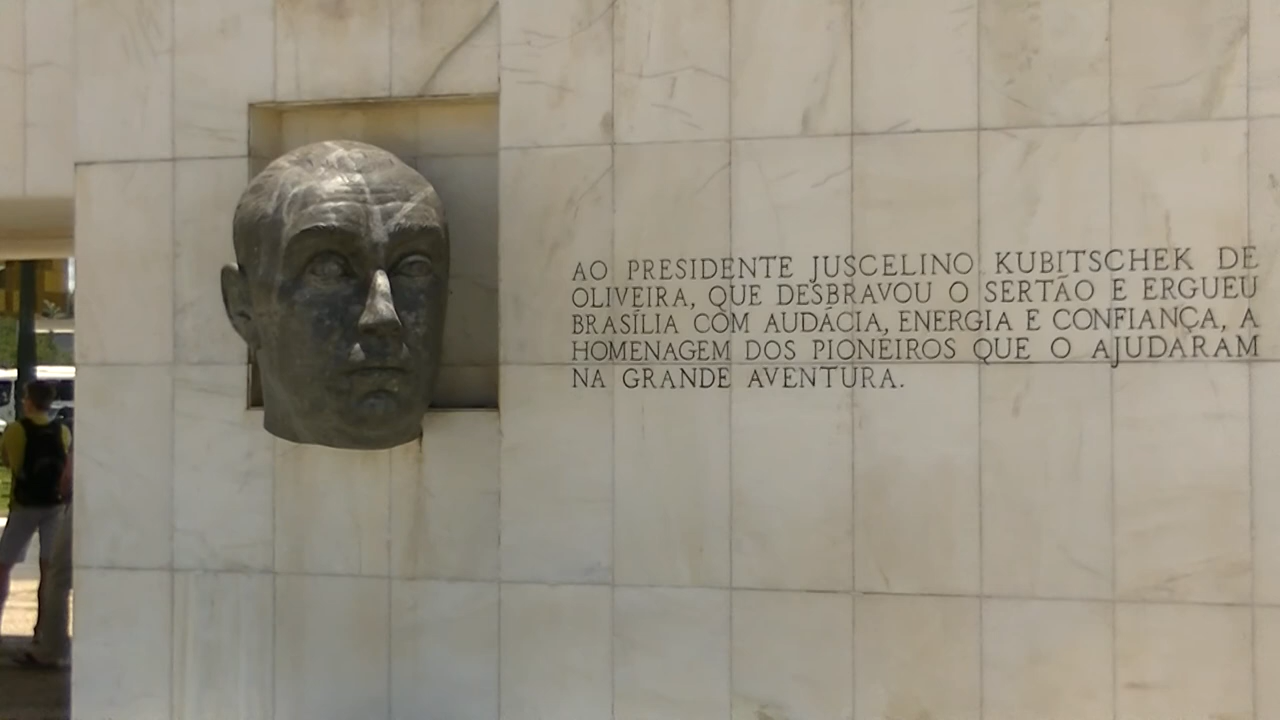 AO PRESIDENTE JUSCELINO KUBITSCHEK DE
OLIVEIRA, QUE DESBRAVOU O SERTÃO E ERGUEU
BRASÍLIA COM AUDÁCIA, ENERGIA E CONFIANÇA, A
HOMENAGEM DOS PIONEIROS QUE O AJUDARAM
NA GRANDE AVENTURA.